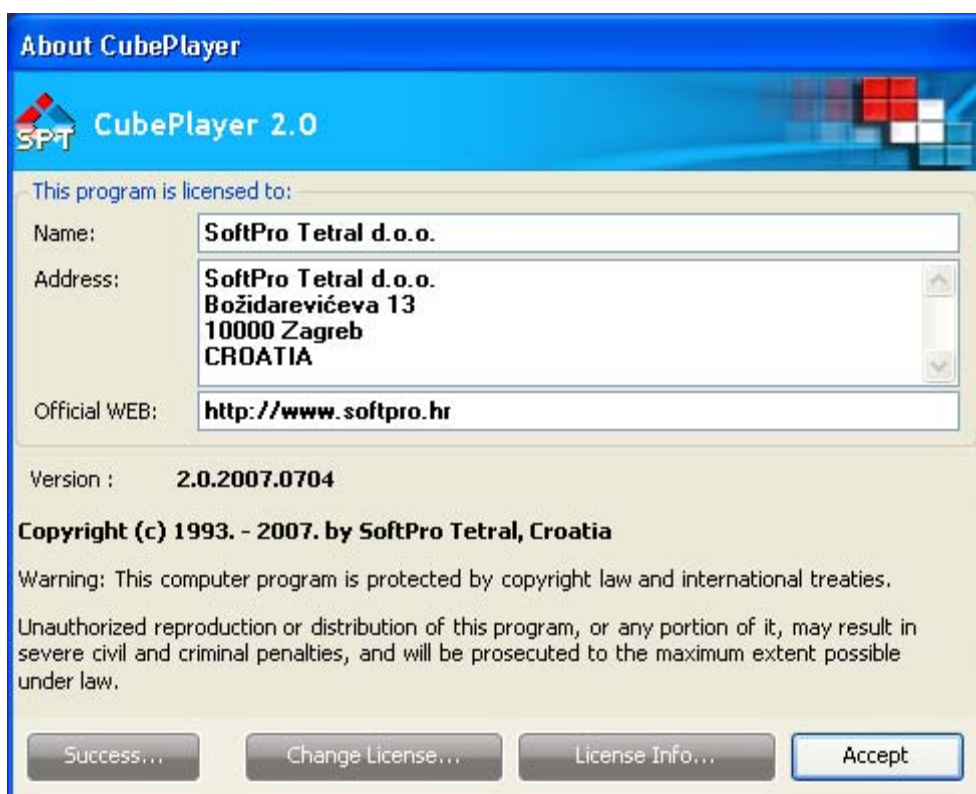 About CubePlayer
SPT CubePlayer 2.0
This program is licensed to:
Name: SoftPro Tetral d.o.o.
Address: SoftPro Tetral d.o.o.
Božidarevićeva 13
10000 Zagreb
CROATIA
Official WEB: http://www.softpro.hr
Version : 2.0.2007.0704
Copyright (c) 1993. - 2007. by SoftPro Tetral, Croatia
Warning: This computer program is protected by copyright law and international treaties.
Unauthorized reproduction or distribution of this program, or any portion of it, may result in
severe civil and criminal penalties, and will be prosecuted to the maximum extent possible
under law.
Success... Change License... License Info... Accept